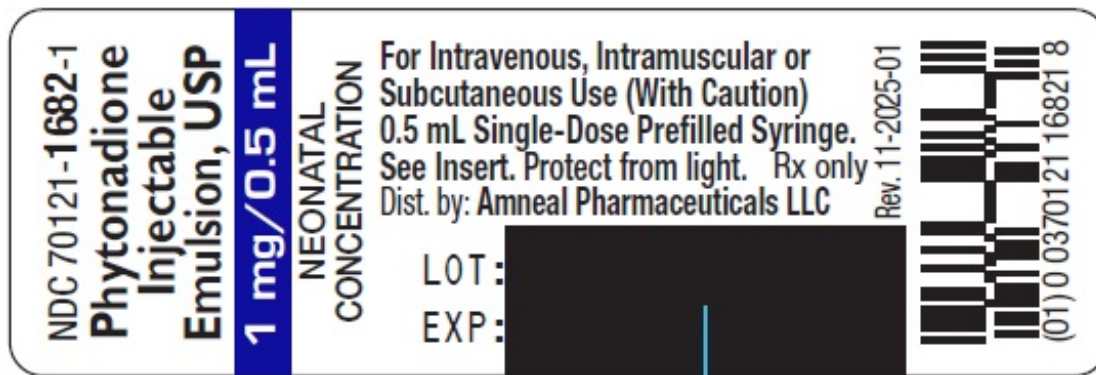 NDC 70121-1682-1
Phytonadione
Injectable
Emulsion, USP
1 mg/0.5 mL
NEONATAL
CONCENTRATION
For Intravenous, Intramuscular or
Subcutaneous Use (With Caution)
0.5 mL Single-Dose Prefilled Syringe.
See Insert. Protect from light. Rx only
Dist. by: Amneal Pharmaceuticals LLC
LOT:
EXP:
Rev. 11-2025-01
(01) 0 0370121 16821 8